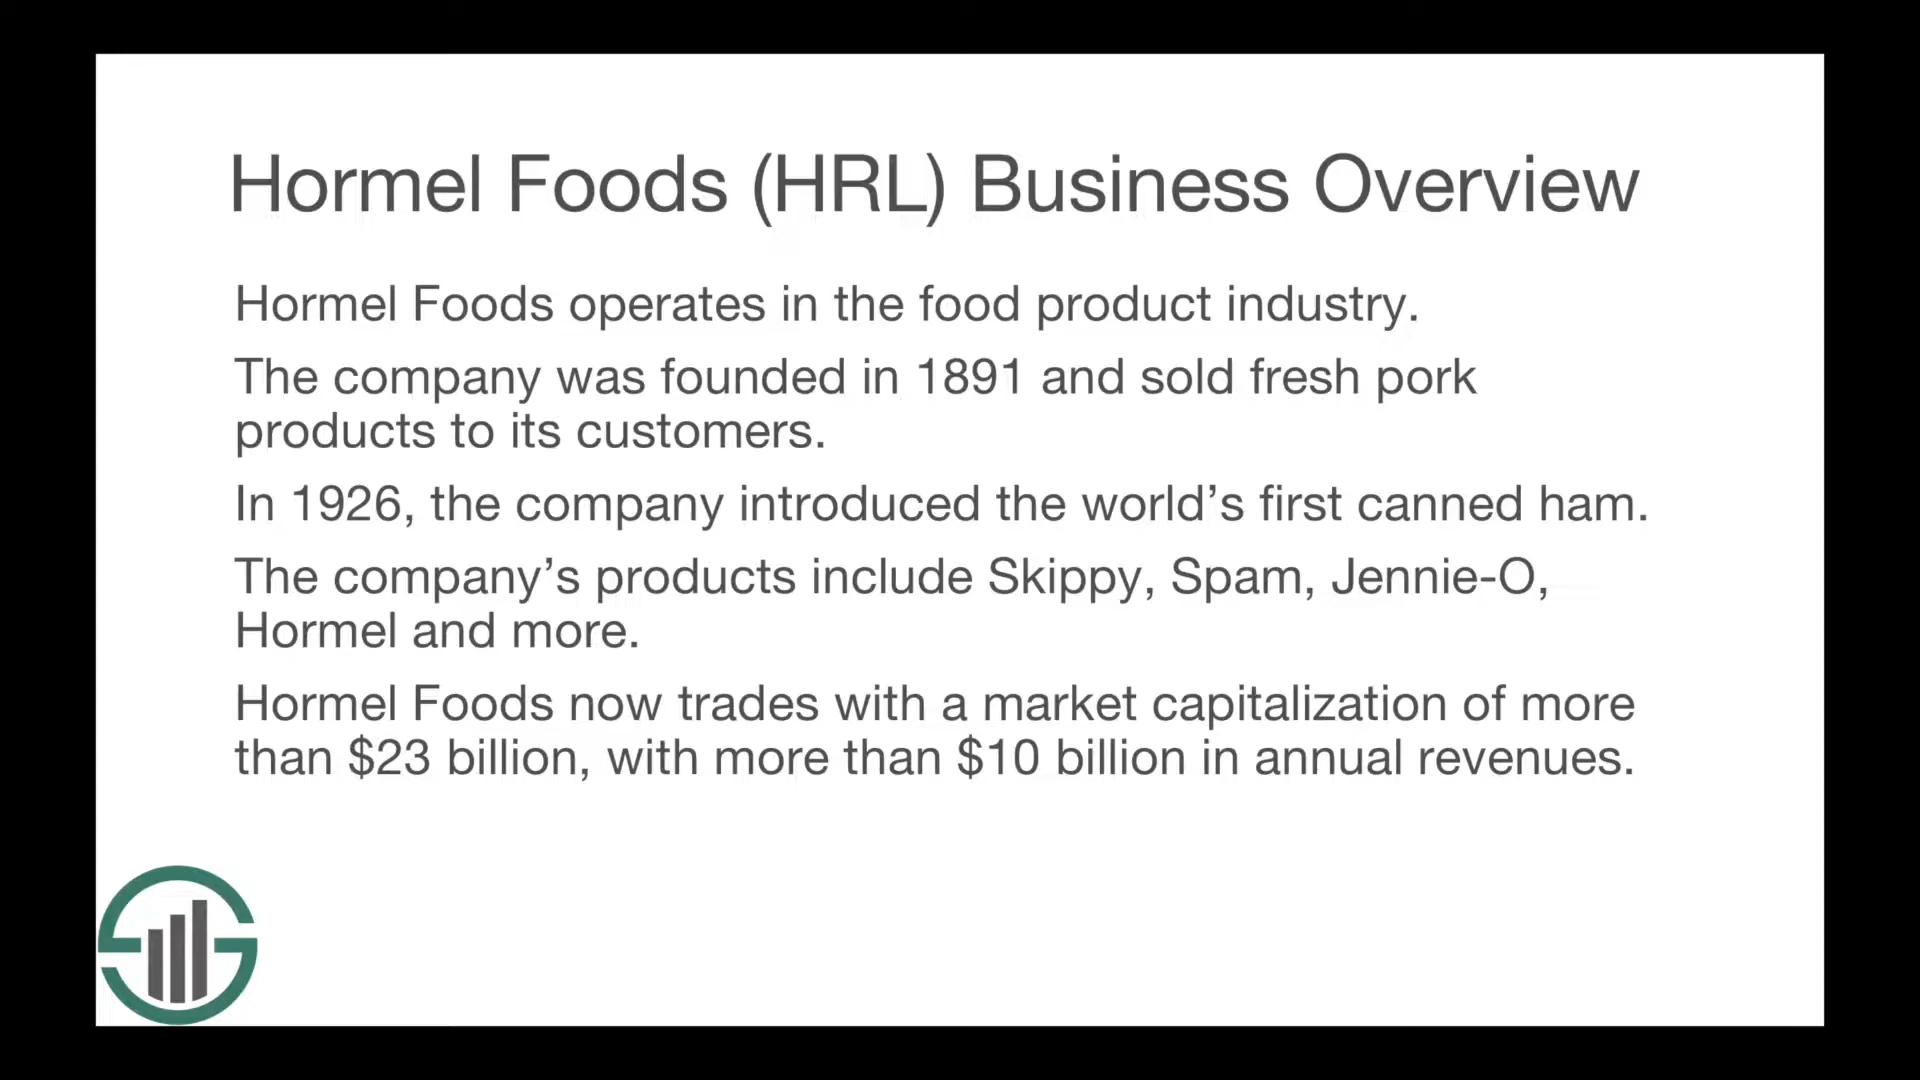 Hormel Foods (HRL) Business Overview
Hormel Foods operates in the food product industry.
The company was founded in 1891 and sold fresh pork
products to its customers.
In 1926, the company introduced the world’s first canned ham.
The company’s products include Skippy, Spam, Jennie-O,
Hormel and more.
Hormel Foods now trades with a market capitalization of more
than $23 billion, with more than $10 billion in annual revenues.